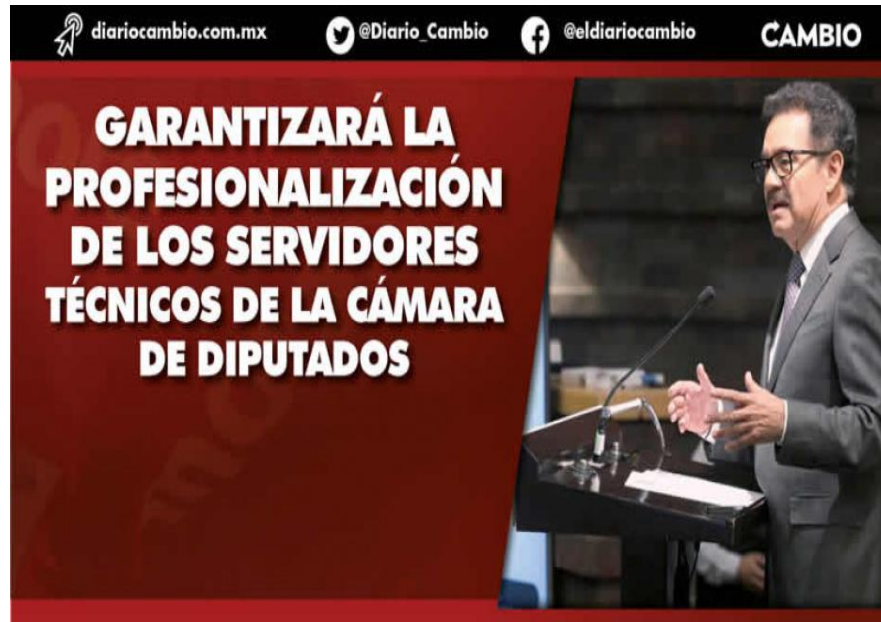 diariocambio.com.mx
@Diario_Cambio
@eldiariocambio
CAMBIO
GARANTIZARÁ LA
PROFESIONALIZACIÓN
DE LOS SERVIDORES
TÉCNICOS DE LA CÁMARA
DE DIPUTADOS